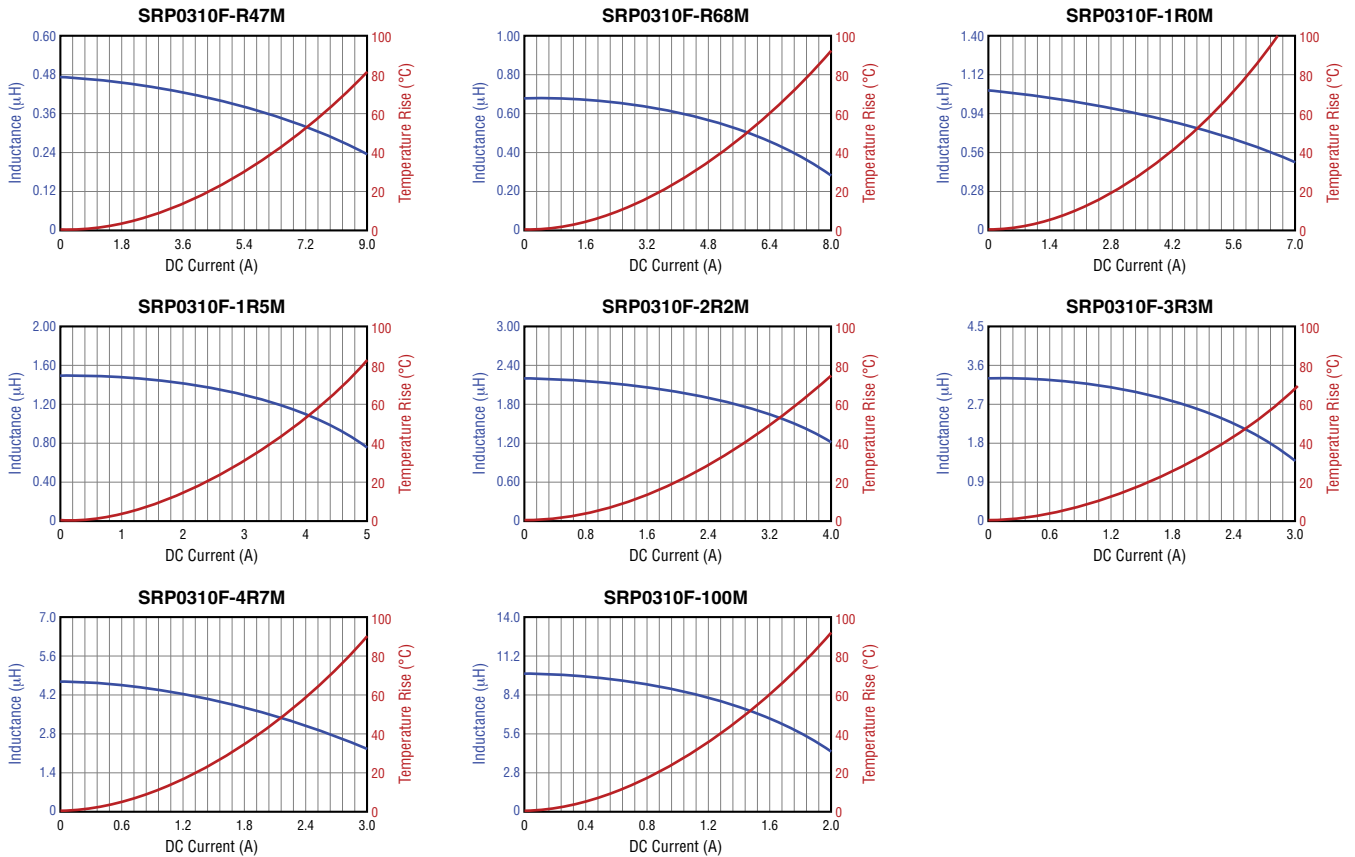 SRP0310F-R47M
Inductance (µH)
0.60
0.48
0.36
0.24
0.12
0
100
80
60
40
20
0
Temperature Rise (°C)
0 1.8 3.6 5.4 7.2 9.0
DC Current (A)
SRP0310F-R68M
Inductance (µH)
1.00
0.80
0.60
0.40
0.20
0
100
80
60
40
20
0
Temperature Rise (°C)
0 1.6 3.2 4.8 6.4 8.0
DC Current (A)
SRP0310F-1R0M
Inductance (µH)
1.40
1.12
0.94
0.56
0.28
0
100
80
60
40
20
0
Temperature Rise (°C)
0 1.4 2.8 4.2 5.6 7.0
DC Current (A)
SRP0310F-1R5M
Inductance (µH)
2.00
1.60
1.20
0.80
0.40
0
100
80
60
40
20
0
Temperature Rise (°C)
0 1 2 3 4 5
DC Current (A)
SRP0310F-2R2M
Inductance (µH)
3.00
2.40
1.80
1.20
0.60
0
100
80
60
40
20
0
Temperature Rise (°C)
0 0.8 1.6 2.4 3.2 4.0
DC Current (A)
SRP0310F-3R3M
Inductance (µH)
4.5
3.6
2.7
1.8
0.9
0
100
80
60
40
20
0
Temperature Rise (°C)
0 0.6 1.2 1.8 2.4 3.0
DC Current (A)
SRP0310F-4R7M
Inductance (µH)
7.0
5.6
4.2
2.8
1.4
0
100
80
60
40
20
0
Temperature Rise (°C)
0 0.6 1.2 1.8 2.4 3.0
DC Current (A)
SRP0310F-100M
Inductance (µH)
14.0
11.2
8.4
5.6
2.8
0
100
80
60
40
20
0
Temperature Rise (°C)
0 0.4 0.8 1.2 1.6 2.0
DC Current (A)